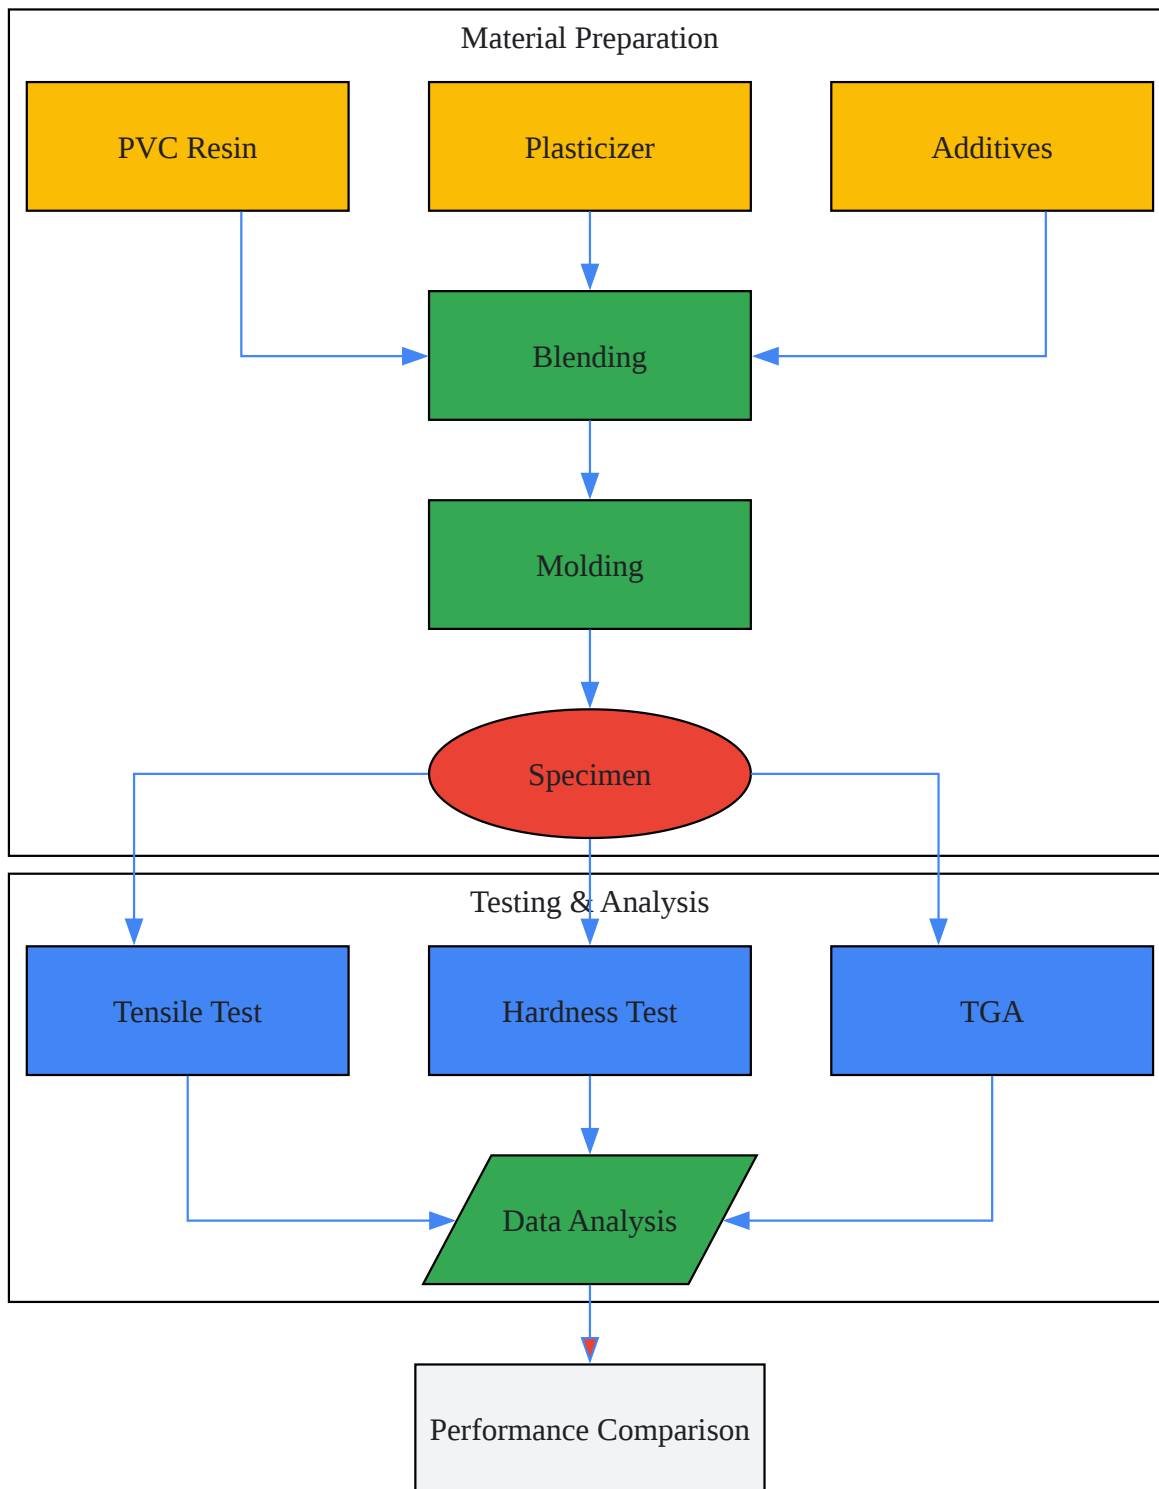 Material Preparation
PVC Resin
Plasticizer
Additives
Blending
Molding
Specimen
Testing & Analysis
Tensile Test
Hardness Test
TGA
Data Analysis
Performance Comparison